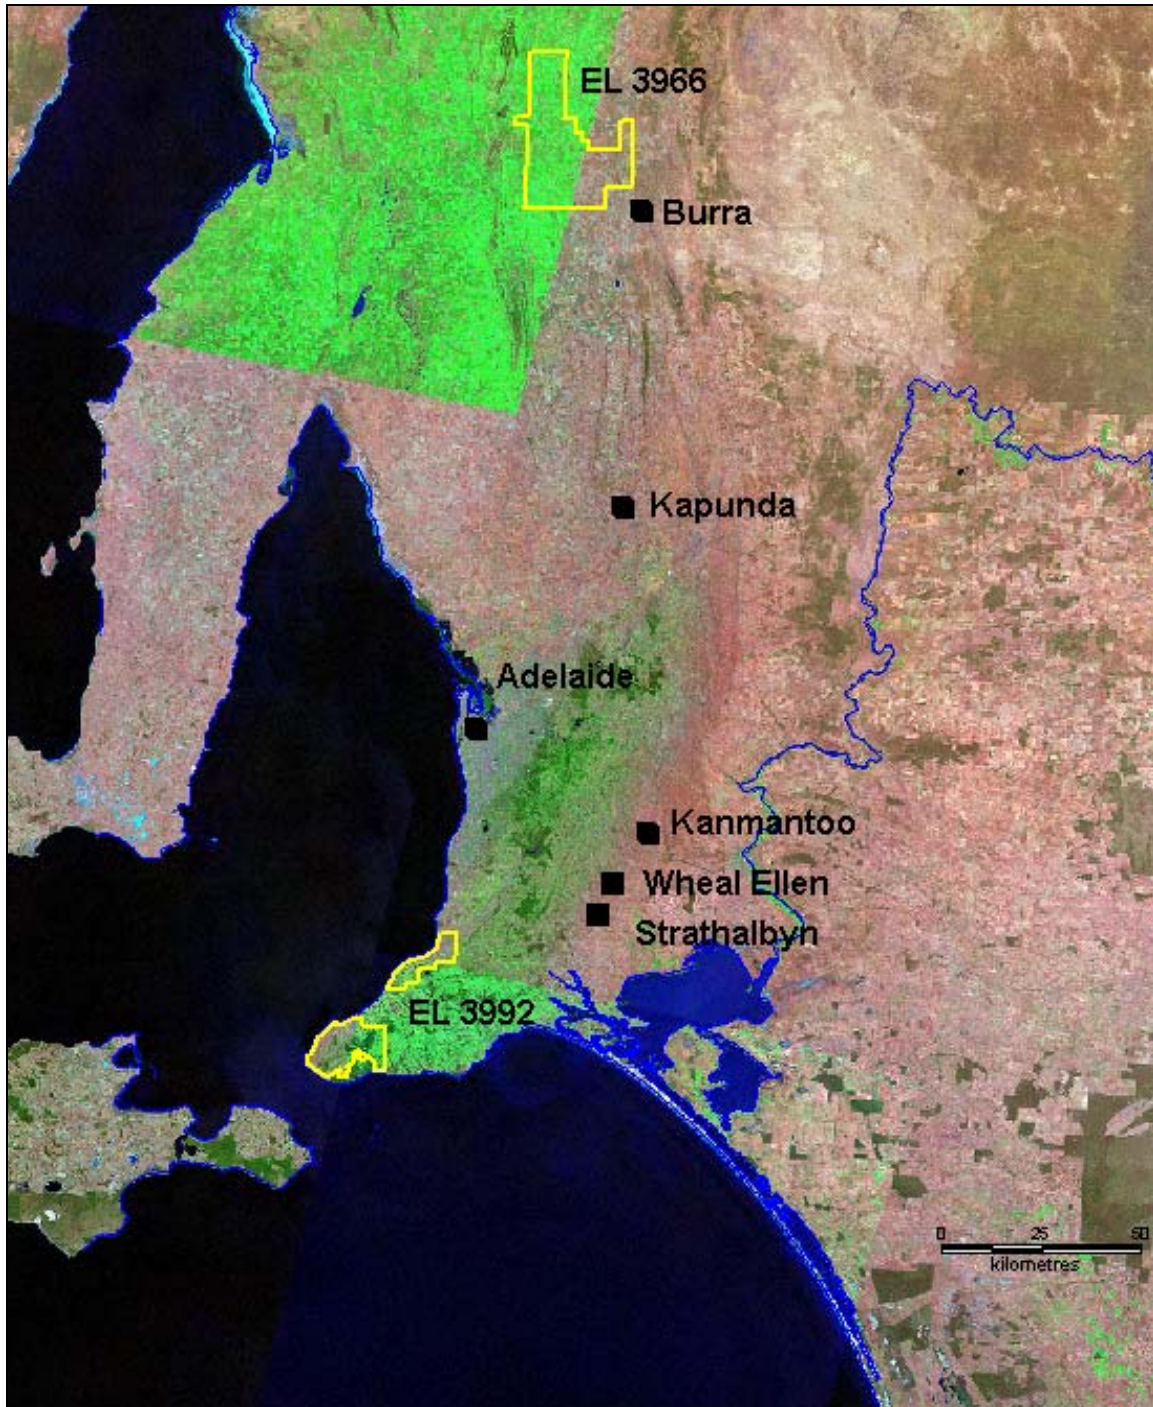 EL 3966
Burra
Kapunda
Adelaide
Kanmantoo
Wheal Ellen
Strathalbyn
EL 3992
0 25 50
kilometres